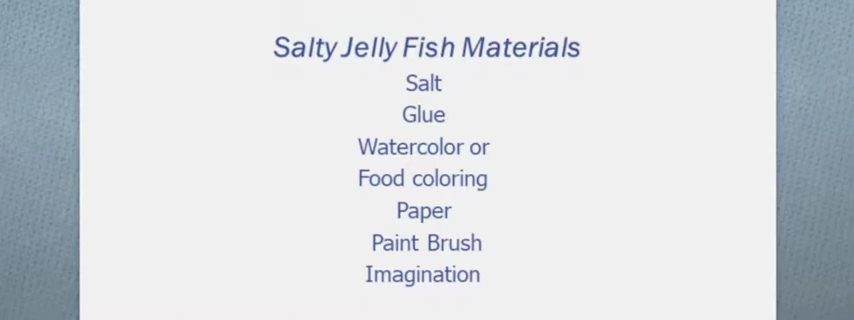 Salty Jelly Fish Materials
Salt
Glue
Watercolor or
Food coloring
Paper
Paint Brush
Imagination